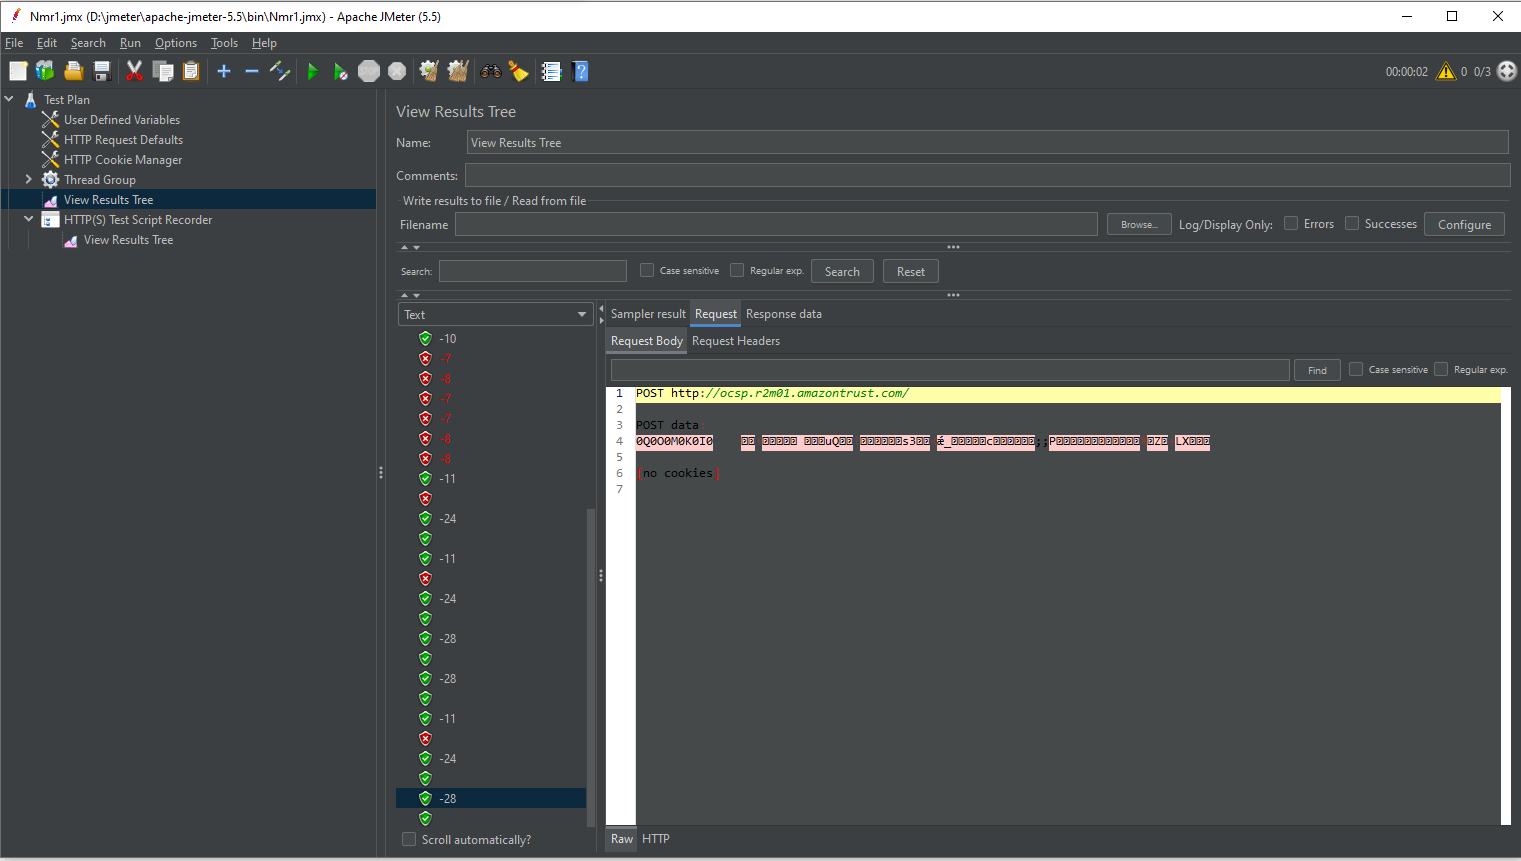 Nmr1.jmx (D:\jmeter\apache-jmeter-5.5\bin\Nmr1.jmx) - Apache JMeter (5.5)
File Edit Search Run Options Tools Help
00:00:02 0 0/3
Test Plan
User Defined Variables
HTTP Request Defaults
HTTP Cookie Manager
Thread Group
View Results Tree
HTTP(S) Test Script Recorder
View Results Tree
View Results Tree
Name: View Results Tree
Comments:
Write results to file / Read from file
Filename Browse... Log/Display Only: Errors Successes Configure
Search: Case sensitive Regular exp. Search Reset
Text
-10
-7
-8
-7
-7
-8
-8
-11
-24
-11
-24
-28
-28
-11
-24
-28
Scroll automatically?
Sampler result Request Response data
Request Body Request Headers
Find Case sensitive Regular exp.
1 POST http://ocsp.r2m01.amazontrust.com/
2
3 POST data:
4 0Q0O0M0K0I0 uQ s3 _ c ;;P Z LX
5
6 [no cookies]
7
Raw HTTP